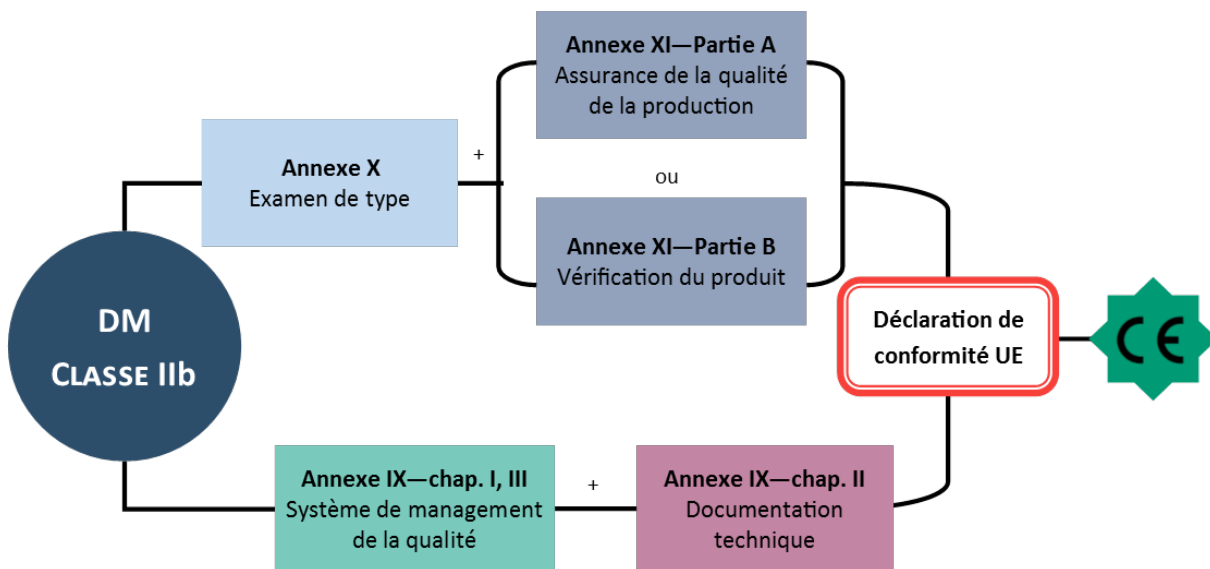 Annexe XI—Partie A
Assurance de la qualité
de la production
Annexe X
Examen de type
+
ou
Annexe XI—Partie B
Vérification du produit
DM
CLASSE IIb
Déclaration de
conformité UE
CE
Annexe IX—chap. I, III
Système de management
de la qualité
+
Annexe IX—chap. II
Documentation
technique